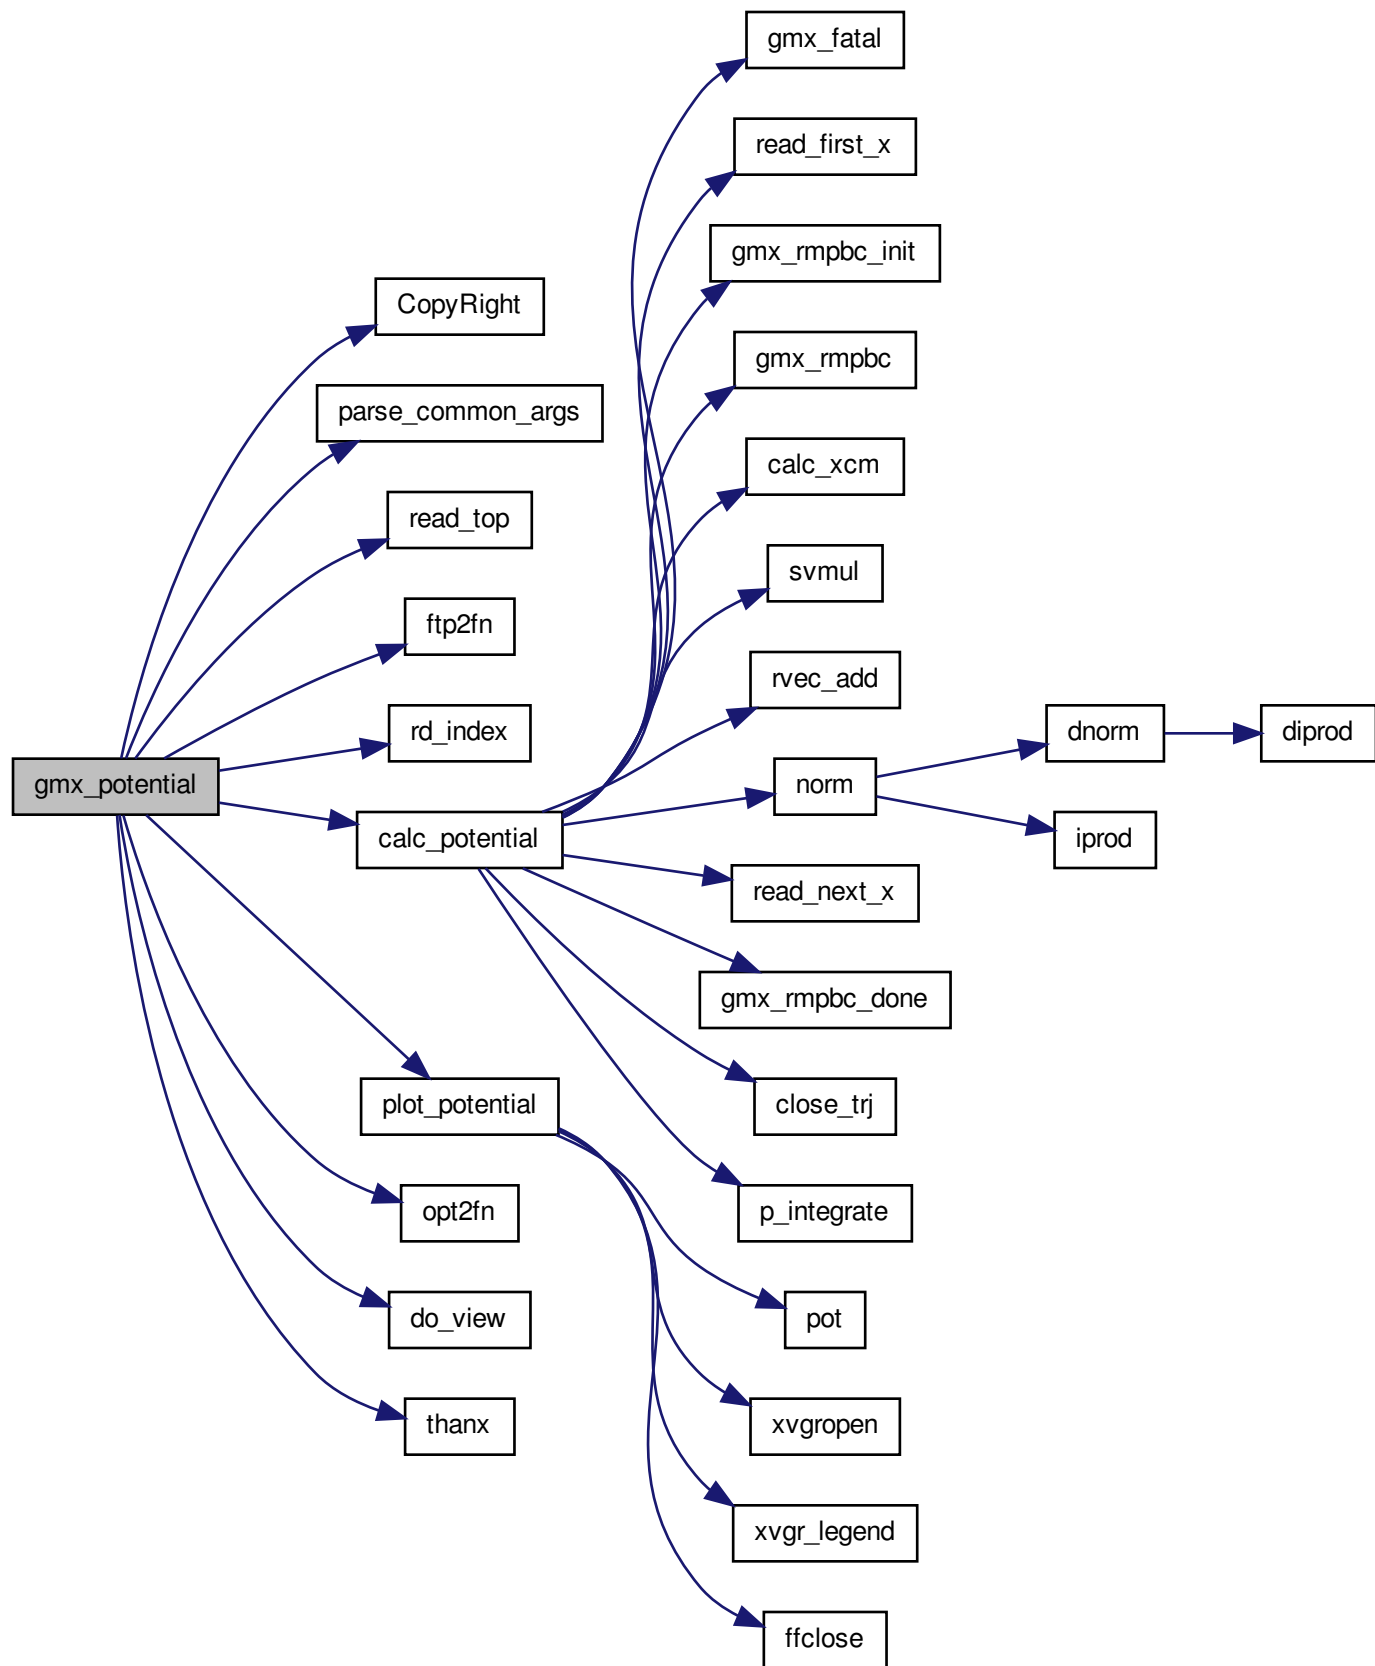 gmx_fatal
read_first_x
gmx_rmpbc_init
CopyRight
gmx_rmpbc
parse_common_args
calc_xcm
read_top
svmul
ftp2fn
rvec_add
rd_index
dnorm
diprod
gmx_potential
norm
calc_potential
iprod
read_next_x
gmx_rmpbc_done
plot_potential
close_trj
opt2fn
p_integrate
do_view
pot
thanx
xvgropen
xvgr_legend
ffclose